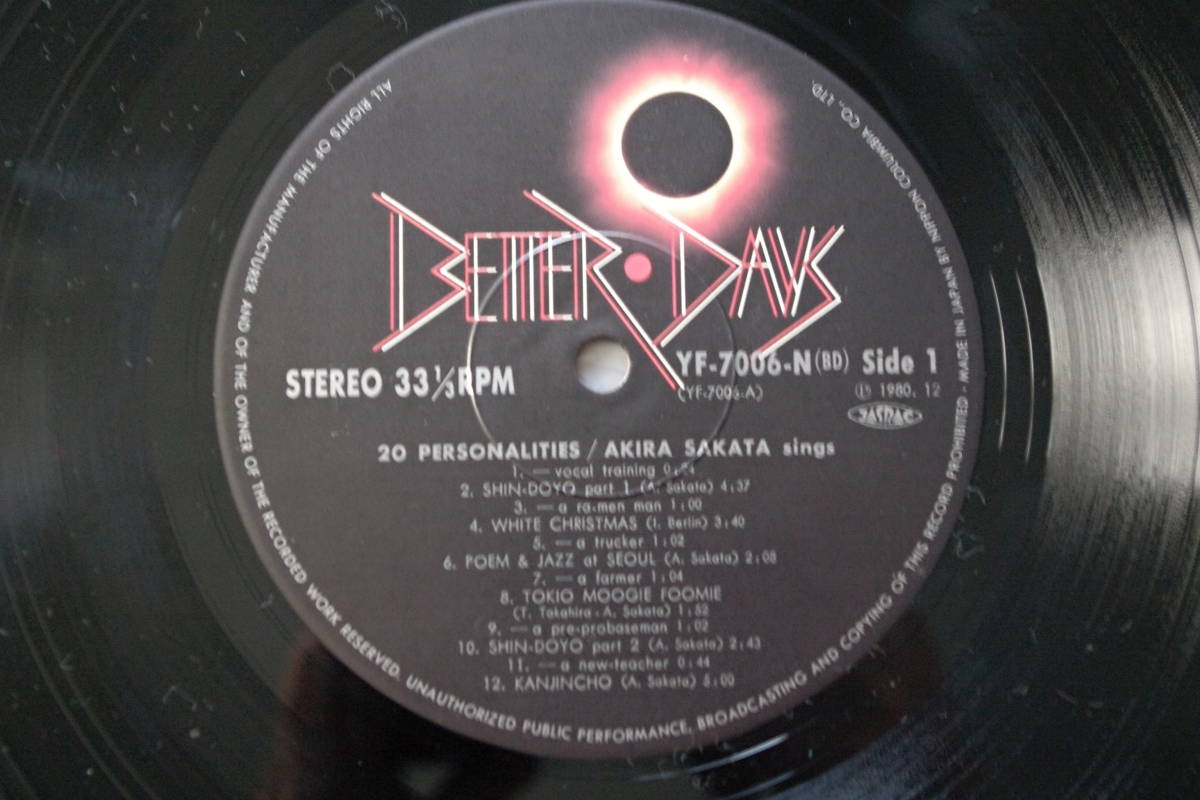 BETTER DAYS
STEREO 33⅓RPM
YF-7006-N(BD) Side 1
(YF-7006-A)
Ⓟ 1980. 12
JASRAC
20 PERSONALITIES / AKIRA SAKATA sings
1. — vocal training
2. SHIN-DOYO part 1 (A. Sakata) 4:37
3. — a ra-men man 1:00
4. WHITE CHRISTMAS (I. Berlin) 3:40
5. — a trucker 1:02
6. POEM & JAZZ at SEOUL (A. Sakata) 2:08
7. — a farmer 1:04
8. TOKIO MOOGIE FOOMIE
(T. Takahira · A. Sakata) 1:52
9. — a pre-probaseman 1:02
10. SHIN-DOYO part 2 (A. Sakata) 2:43
11. — a new-teacher 0:44
12. KANJINCHO (A. Sakata) 5:00
ALL RIGHTS OF THE MANUFACTURER AND OF THE OWNER OF THE RECORDED WORK RESERVED. UNAUTHORIZED PUBLIC PERFORMANCE, BROADCASTING AND COPYING OF THIS RECORD PROHIBITED · MADE IN JAPAN BY NIPPON COLUMBIA CO., LTD.